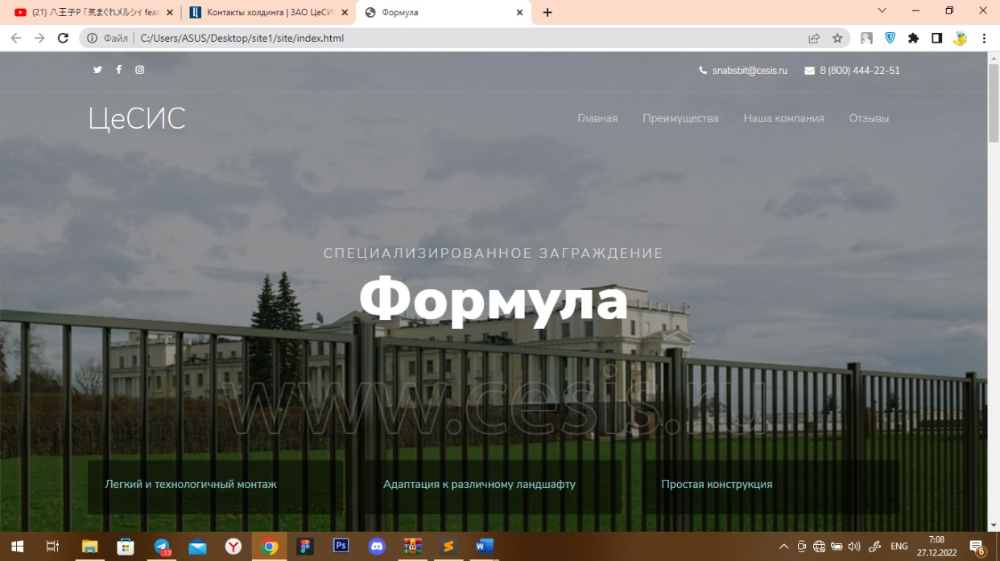 (21) 八王子P「気まぐれメルシィ feat
Контакты холдинга | ЗАО ЦеСИ
Формула
Файл
C:/Users/ASUS/Desktop/site1/site/index.html
snabsbit@cesis.ru
8 (800) 444-22-51
ЦеСИС
Главная
Преимущества
Наша компания
Отзывы
СПЕЦИАЛИЗИРОВАННОЕ ЗАГРАЖДЕНИЕ
Формула
www.cesis.ru
Легкий и технологичный монтаж
Адаптация к различному ландшафту
Простая конструкция
17
Ps
W
ENG
7:08
27.12.2022
6